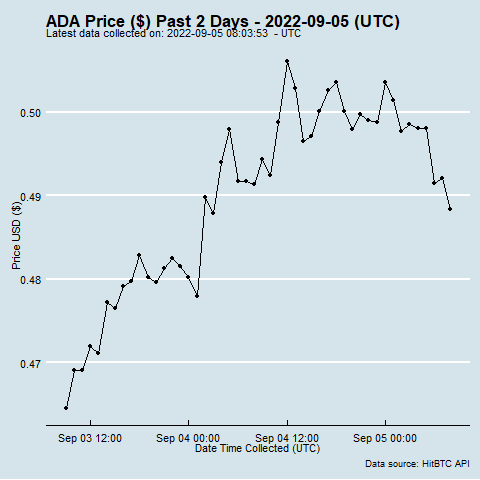 ADA Price ($) Past 2 Days - 2022-09-05 (UTC)
Latest data collected on: 2022-09-05 08:03:53  - UTC
0.50
0.49
0.48
0.47
Price USD ($)
Sep 03 12:00 Sep 04 00:00 Sep 04 12:00 Sep 05 00:00
Date Time Collected (UTC)
Data source: HitBTC API